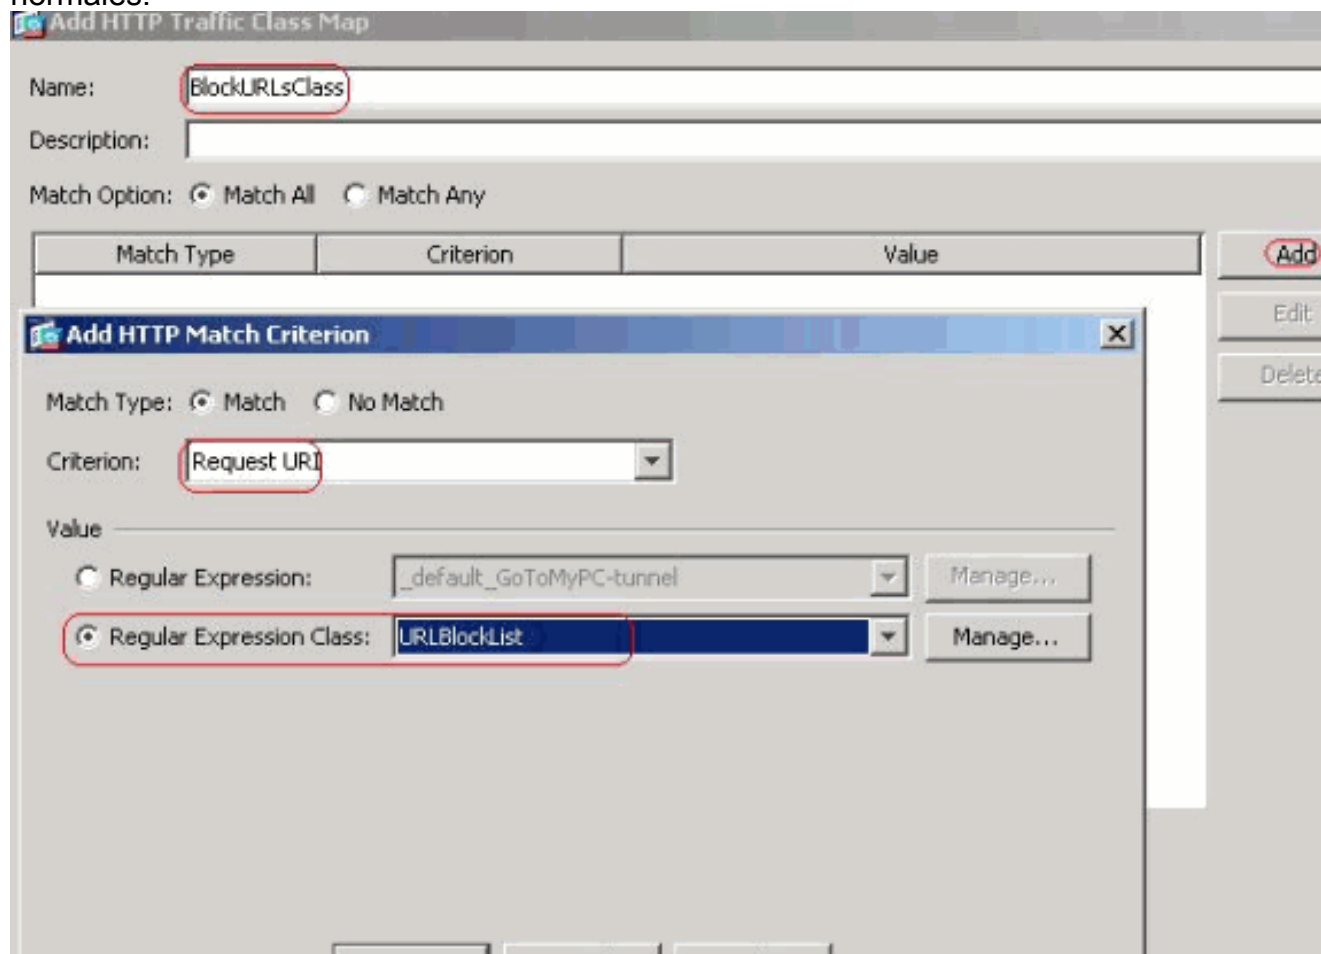 normales.
Add HTTP Traffic Class Map
Name: BlockURLsClass
Description:
Match Option: Match All Match Any
Match Type Criterion Value Add
Edit
Add HTTP Match Criterion
Delete
Match Type: Match No Match
Criterion: Request URI
Value
Regular Expression: _default_GoToMyPC-tunnel Manage...
Regular Expression Class: URLBlockList Manage...